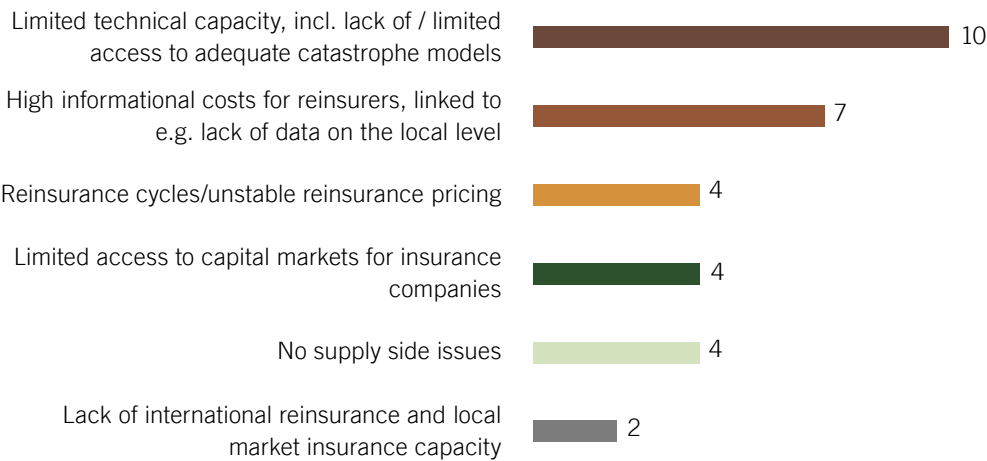 Limited technical capacity, incl. lack of / limited
access to adequate catastrophe models
10
High informational costs for reinsurers, linked to
e.g. lack of data on the local level
7
Reinsurance cycles/unstable reinsurance pricing
4
Limited access to capital markets for insurance
companies
4
No supply side issues
4
Lack of international reinsurance and local
market insurance capacity
2